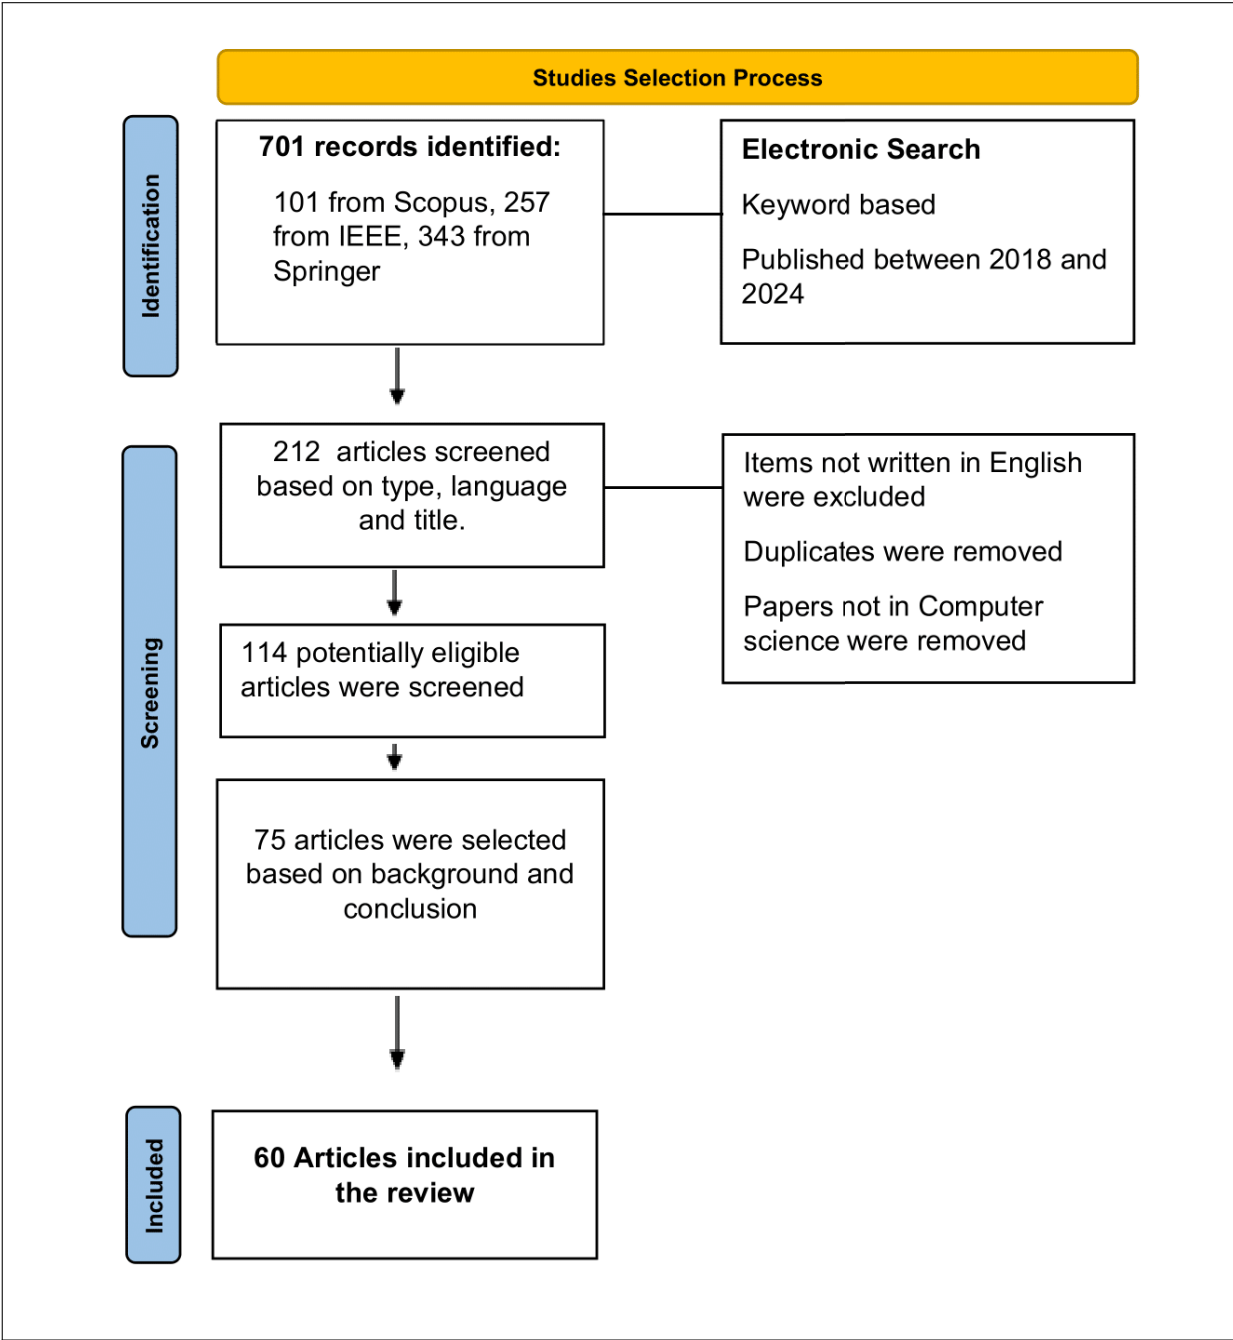 Studies Selection Process
Identification
701 records identified:
101 from Scopus, 257
from IEEE, 343 from
Springer
Electronic Search
Keyword based
Published between 2018 and
2024
Screening
212 articles screened
based on type, language
and title.
Items not written in English
were excluded
Duplicates were removed
Papers not in Computer
science were removed
114 potentially eligible
articles were screened
75 articles were selected
based on background and
conclusion
Included
60 Articles included in
the review